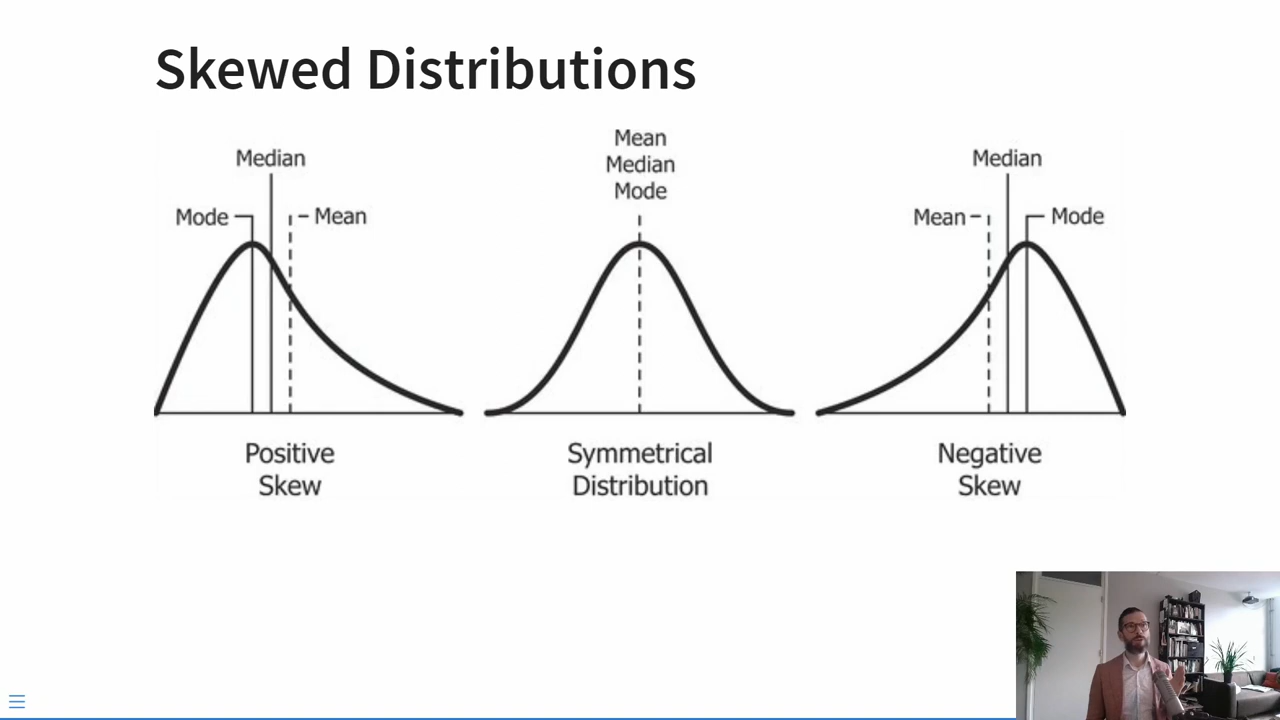 Skewed Distributions
Median
Mode
Mean
Positive
Skew
Mean
Median
Mode
Symmetrical
Distribution
Median
Mean
Mode
Negative
Skew